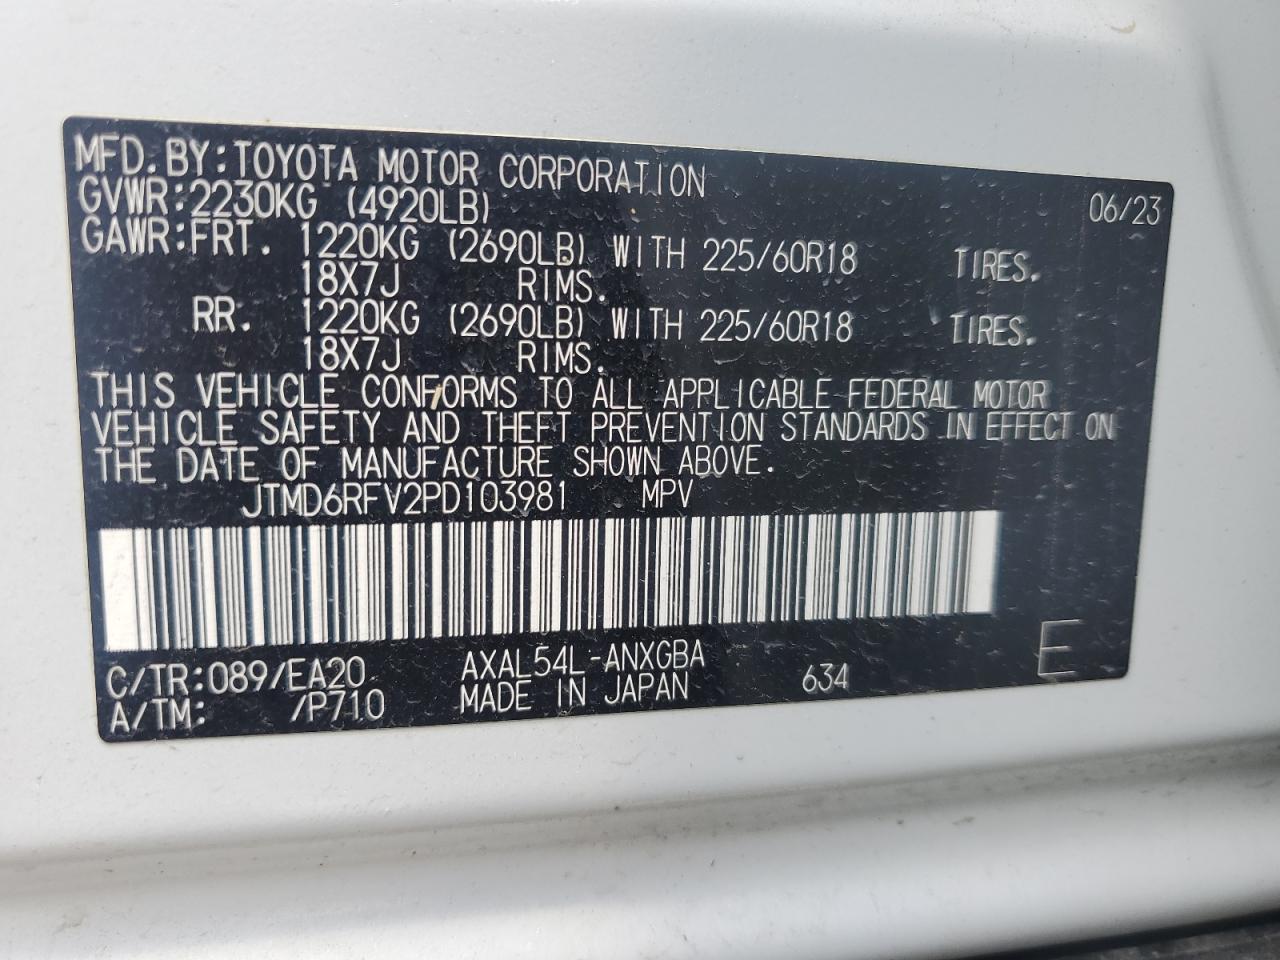 MFD. BY: TOYOTA MOTOR CORPORATION 06/23
GVWR: 2230KG (4920LB)
GAWR: FRT. 1220KG (2690LB) WITH 225/60R18 TIRES.
18X7J RIMS.
RR. 1220KG (2690LB) WITH 225/60R18 TIRES.
18X7J RIMS.
THIS VEHICLE CONFORMS TO ALL APPLICABLE FEDERAL MOTOR
VEHICLE SAFETY AND THEFT PREVENTION STANDARDS IN EFFECT ON
THE DATE OF MANUFACTURE SHOWN ABOVE.
JTMD6RFV2PD103981 MPV
C/TR: 089/EA20 AXAL54L-ANXGBA 634 E
A/TM: /P710 MADE IN JAPAN